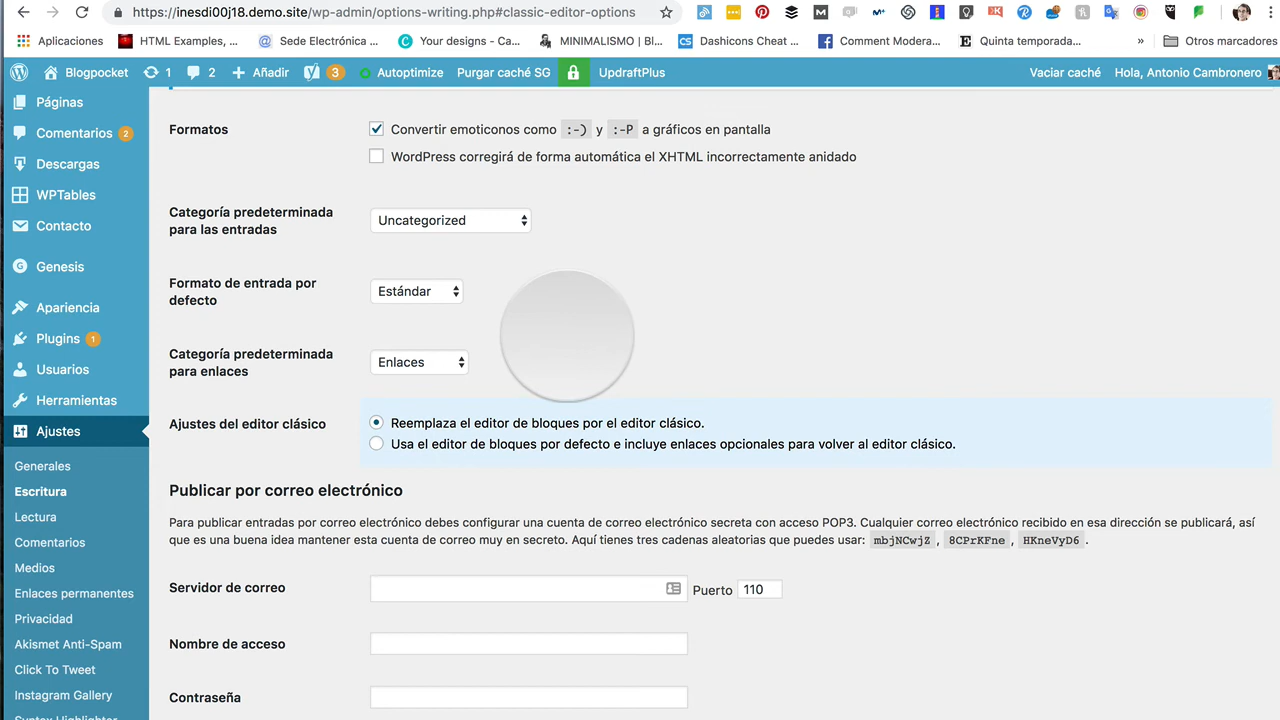 https://inesdi00j18.demo.site/wp-admin/options-writing.php#classic-editor-options
Aplicaciones HTML Examples, ... Sede Electrónica ... Your designs - Ca... MINIMALISMO | Bl... Dashicons Cheat ... Comment Modera... Quinta temporada... » Otros marcadores
Blogpocket 1 2 Añadir 3 Autoptimize Purgar caché SG UpdraftPlus Vaciar caché Hola, Antonio Cambronero
Páginas
Comentarios 2
Descargas
WPTables
Contacto
Genesis
Apariencia
Plugins 1
Usuarios
Herramientas
Ajustes
Generales
Escritura
Lectura
Comentarios
Medios
Enlaces permanentes
Privacidad
Akismet Anti-Spam
Click To Tweet
Instagram Gallery
Syntax Highlighter
Formatos
Convertir emoticonos como :-) y :-P a gráficos en pantalla
WordPress corregirá de forma automática el XHTML incorrectamente anidado
Categoría predeterminada
para las entradas
Uncategorized
Formato de entrada por
defecto
Estándar
Categoría predeterminada
para enlaces
Enlaces
Ajustes del editor clásico
Reemplaza el editor de bloques por el editor clásico.
Usa el editor de bloques por defecto e incluye enlaces opcionales para volver al editor clásico.
Publicar por correo electrónico
Para publicar entradas por correo electrónico debes configurar una cuenta de correo electrónico secreta con acceso POP3. Cualquier correo electrónico recibido en esa dirección se publicará, así
que es una buena idea mantener esta cuenta de correo muy en secreto. Aquí tienes tres cadenas aleatorias que puedes usar: mbjNCwjZ , 8CPrKFne , HKneVyD6 .
Servidor de correo
Puerto 110
Nombre de acceso
Contraseña